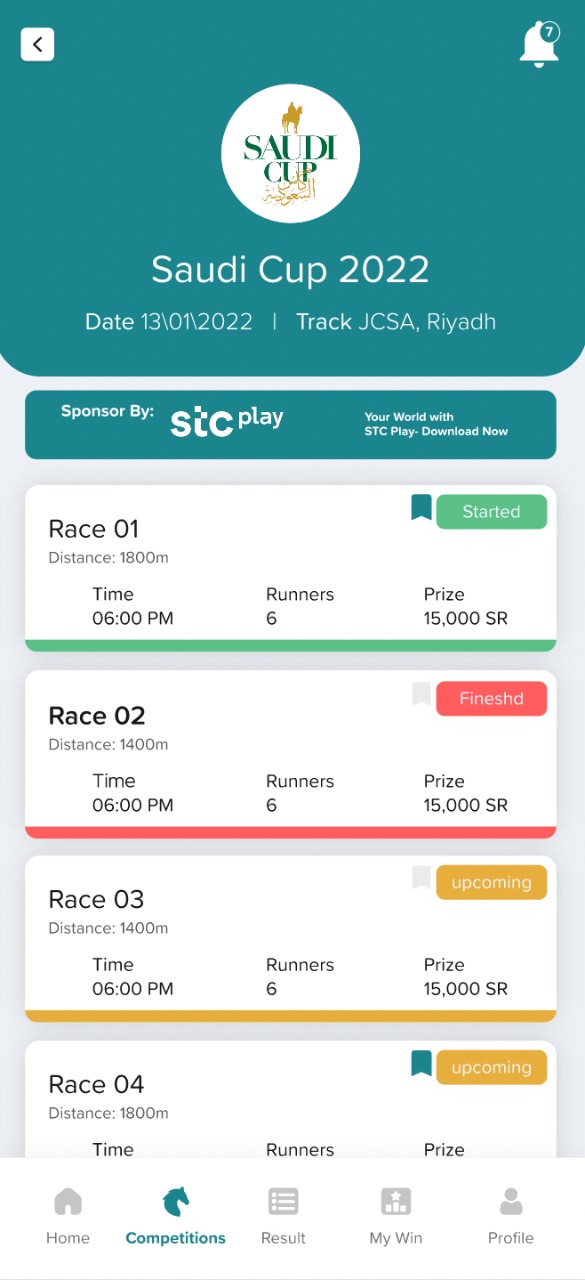 7
SAUDI
CUP
كأس
السعودية
Saudi Cup 2022
Date 13\01\2022 | Track JCSA, Riyadh
Sponsor By: stc play
Your World with
STC Play- Download Now
Started
Race 01
Distance: 1800m
Time Runners Prize
06:00 PM 6 15,000 SR
Fineshd
Race 02
Distance: 1400m
Time Runners Prize
06:00 PM 6 15,000 SR
upcoming
Race 03
Distance: 1400m
Time Runners Prize
06:00 PM 6 15,000 SR
upcoming
Race 04
Distance: 1800m
Time Runners Prize
Home Competitions Result My Win Profile